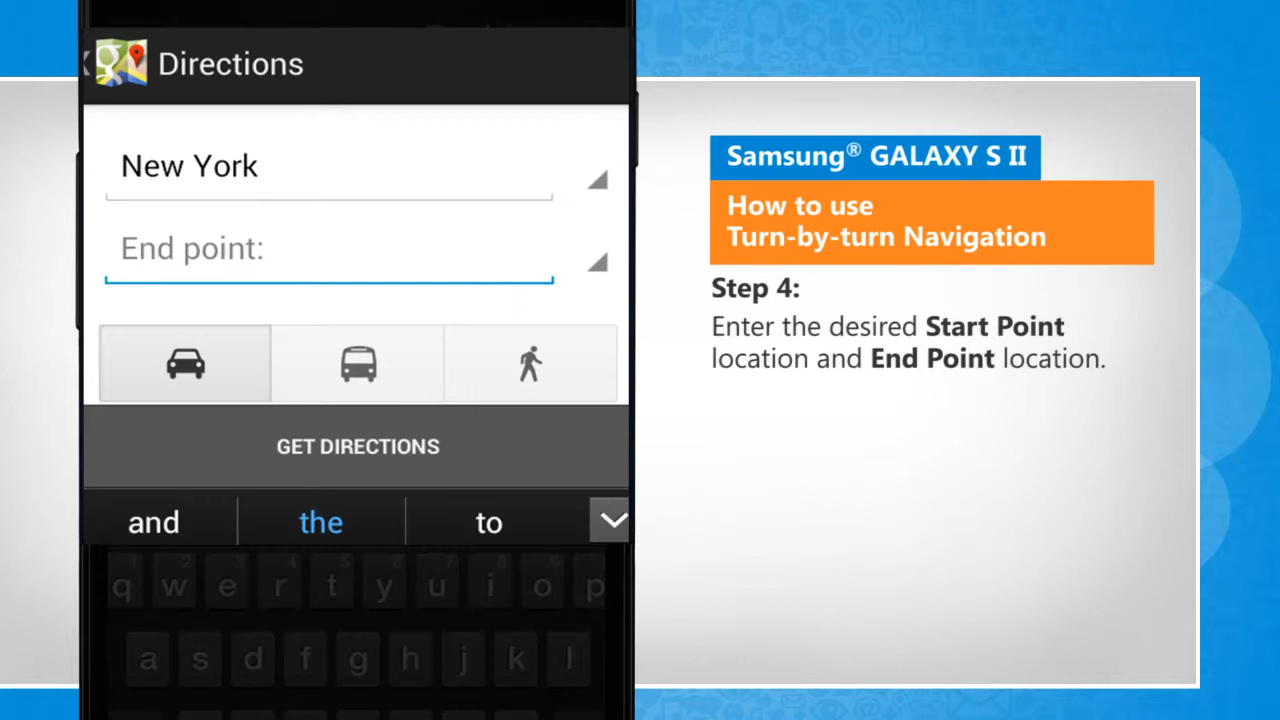 Directions
New York
End point:
GET DIRECTIONS
and the to
q w e r t y u i o p
a s d f g h j k l
Samsung® GALAXY S II
How to use
Turn-by-turn Navigation
Step 4:
Enter the desired Start Point
location and End Point location.